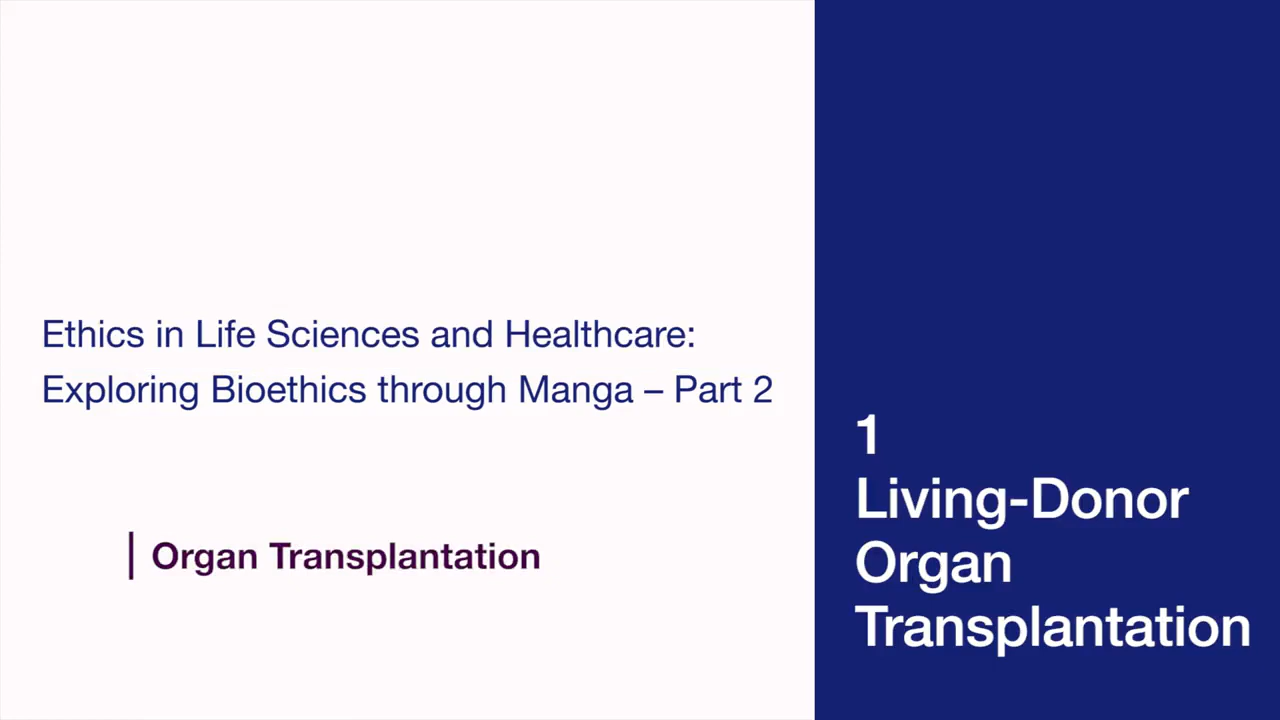 Ethics in Life Sciences and Healthcare:
Exploring Bioethics through Manga – Part 2
Organ Transplantation
1
Living-Donor
Organ
Transplantation